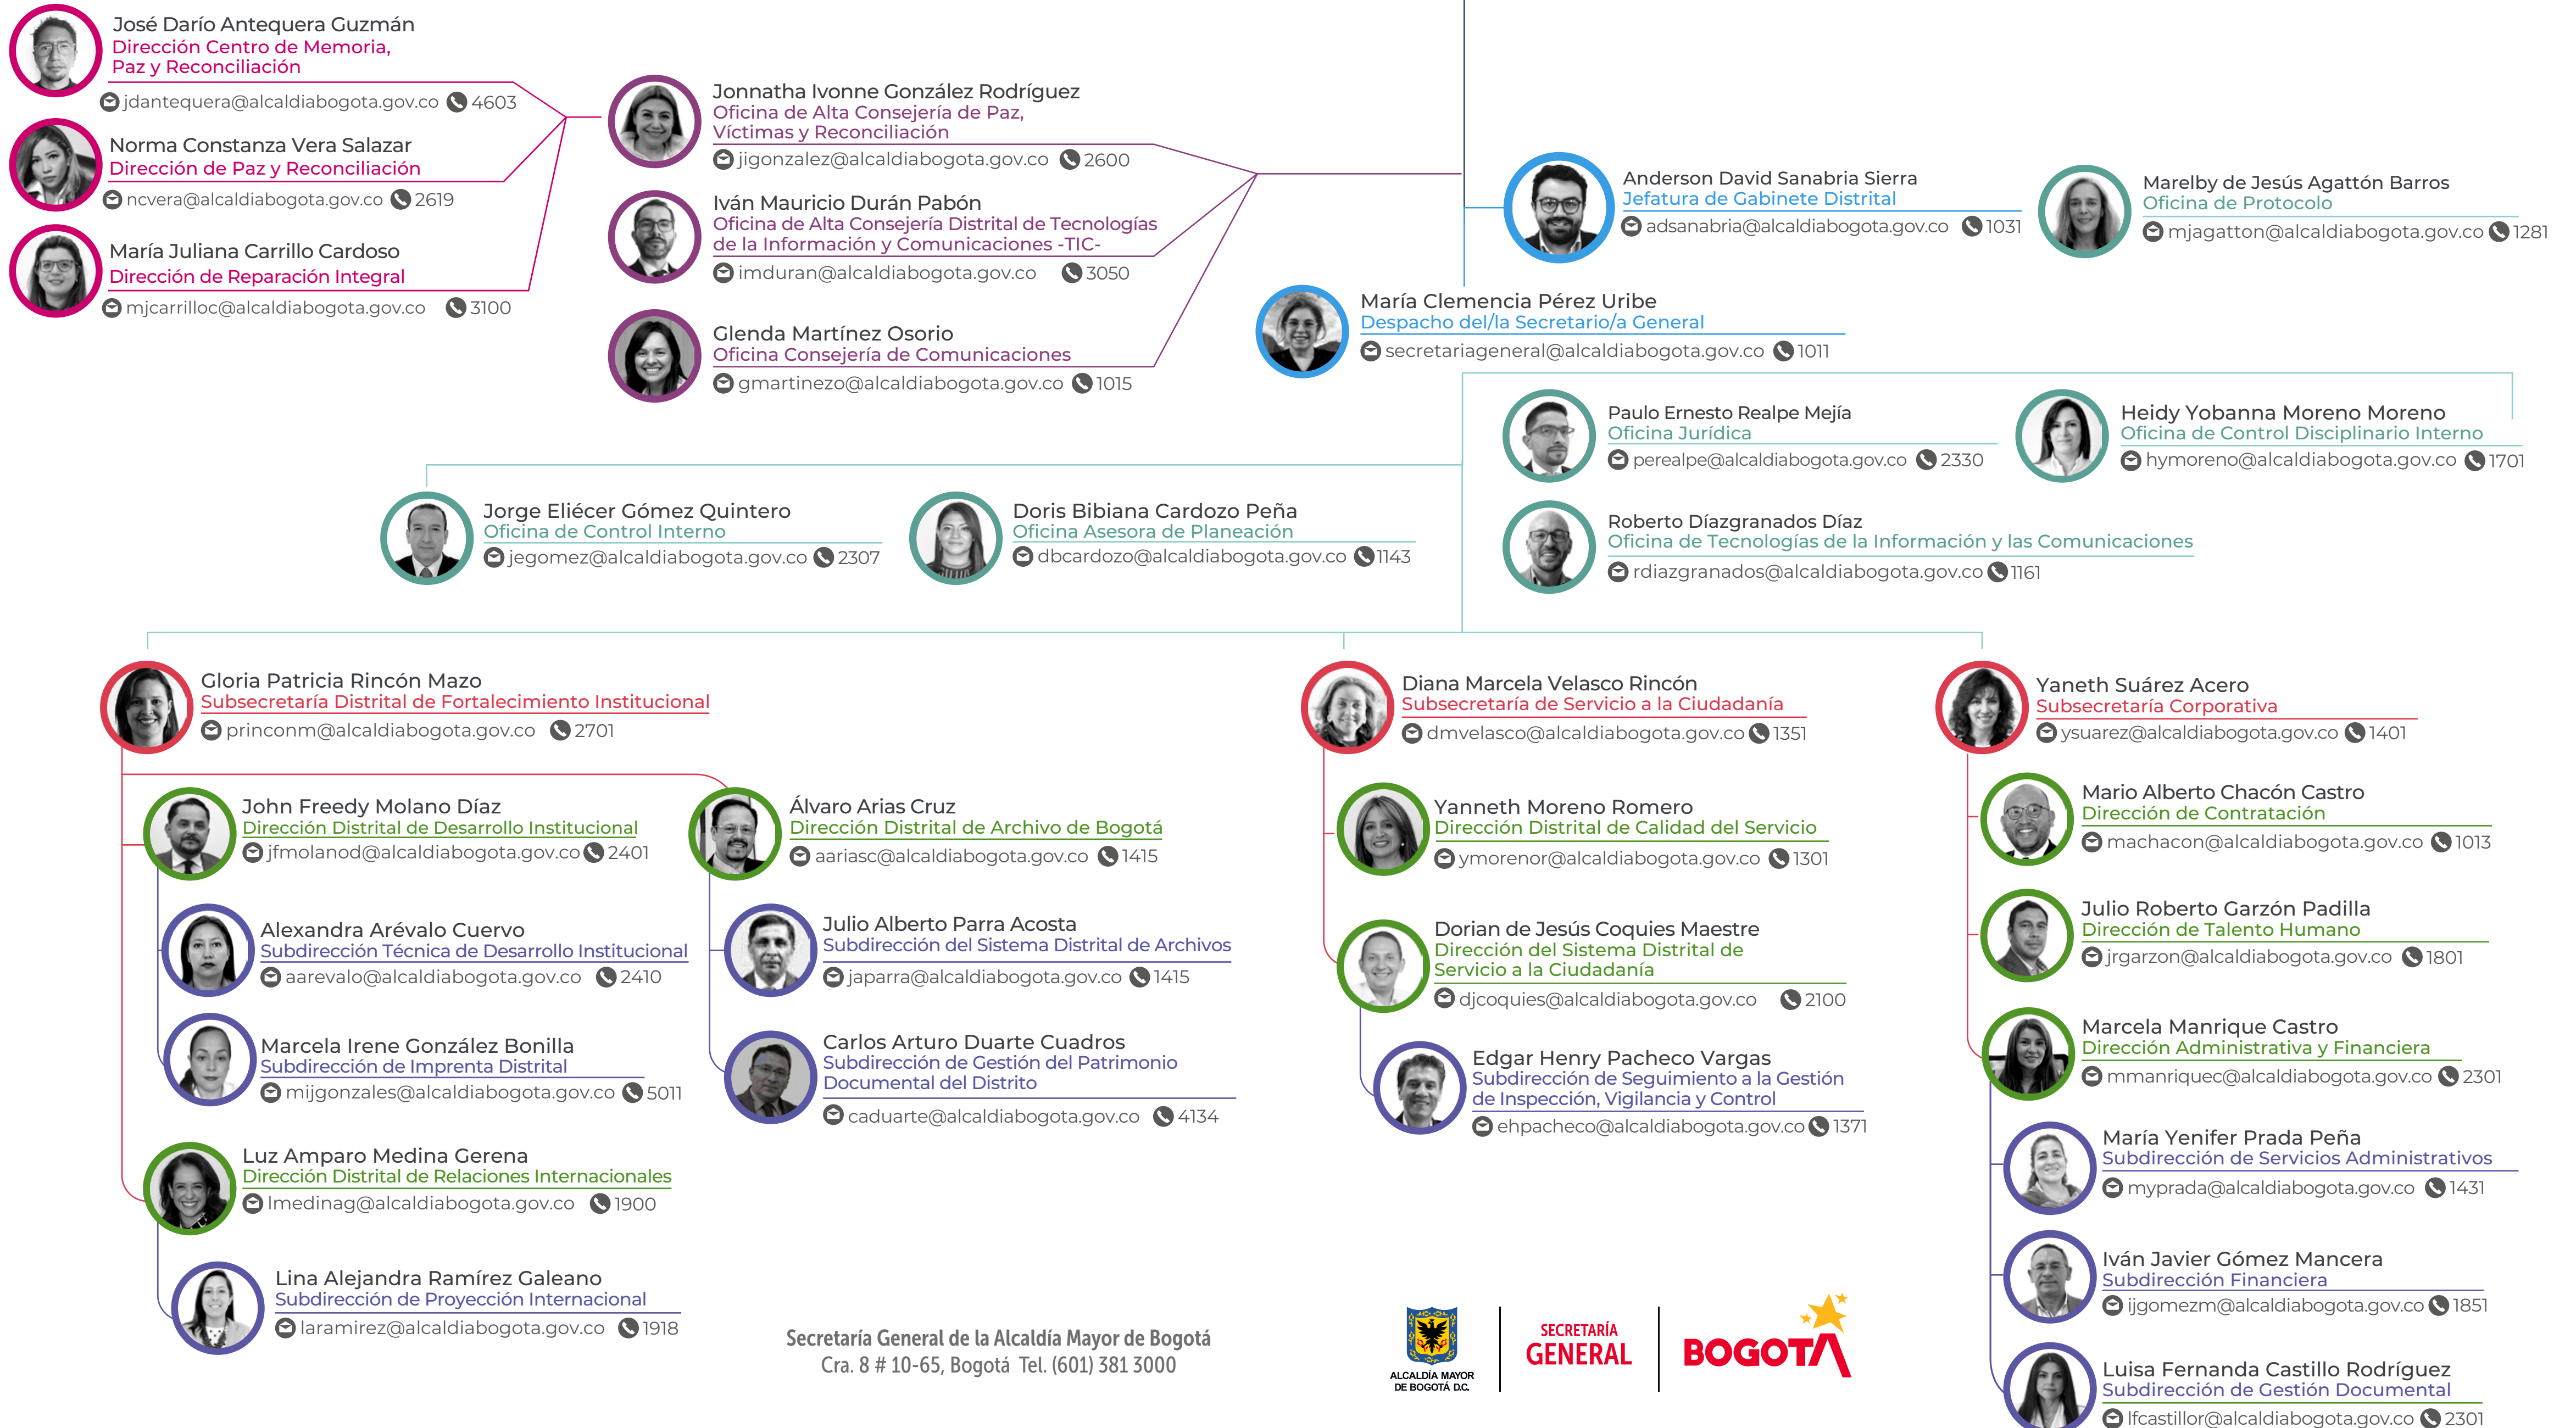 José Darío Antequera Guzmán
Dirección Centro de Memoria,
Paz y Reconciliación
jdantequera@alcaldiabogota.gov.co 4603
Norma Constanza Vera Salazar
Dirección de Paz y Reconciliación
ncvera@alcaldiabogota.gov.co 2619
María Juliana Carrillo Cardoso
Dirección de Reparación Integral
mjcarrilloc@alcaldiabogota.gov.co 3100
Jonnatha Ivonne González Rodríguez
Oficina de Alta Consejería de Paz,
Víctimas y Reconciliación
jigonzalez@alcaldiabogota.gov.co 2600
Iván Mauricio Durán Pabón
Oficina de Alta Consejería Distrital de Tecnologías
de la Información y Comunicaciones -TIC-
imduran@alcaldiabogota.gov.co 3050
Glenda Martínez Osorio
Oficina Consejería de Comunicaciones
gmartinezo@alcaldiabogota.gov.co 1015
Anderson David Sanabria Sierra
Jefatura de Gabinete Distrital
adsanabria@alcaldiabogota.gov.co 1031
Marelby de Jesús Agattón Barros
Oficina de Protocolo
mjagatton@alcaldiabogota.gov.co 1281
María Clemencia Pérez Uribe
Despacho del/la Secretario/a General
secretariageneral@alcaldiabogota.gov.co 1011
Paulo Ernesto Realpe Mejía
Oficina Jurídica
perealpe@alcaldiabogota.gov.co 2330
Heidy Yobanna Moreno Moreno
Oficina de Control Disciplinario Interno
hymoreno@alcaldiabogota.gov.co 1701
Jorge Eliécer Gómez Quintero
Oficina de Control Interno
jegomez@alcaldiabogota.gov.co 2307
Doris Bibiana Cardozo Peña
Oficina Asesora de Planeación
dbcardozo@alcaldiabogota.gov.co 1143
Roberto Díazgranados Díaz
Oficina de Tecnologías de la Información y las Comunicaciones
rdiazgranados@alcaldiabogota.gov.co 1161
Gloria Patricia Rincón Mazo
Subsecretaría Distrital de Fortalecimiento Institucional
princonm@alcaldiabogota.gov.co 2701
John Freedy Molano Díaz
Dirección Distrital de Desarrollo Institucional
jfmolanod@alcaldiabogota.gov.co 2401
Alexandra Arévalo Cuervo
Subdirección Técnica de Desarrollo Institucional
aarevalo@alcaldiabogota.gov.co 2410
Marcela Irene González Bonilla
Subdirección de Imprenta Distrital
mijgonzales@alcaldiabogota.gov.co 5011
Luz Amparo Medina Gerena
Dirección Distrital de Relaciones Internacionales
lmedinag@alcaldiabogota.gov.co 1900
Lina Alejandra Ramírez Galeano
Subdirección de Proyección Internacional
laramirez@alcaldiabogota.gov.co 1918
Álvaro Arias Cruz
Dirección Distrital de Archivo de Bogotá
aariasc@alcaldiabogota.gov.co 1415
Julio Alberto Parra Acosta
Subdirección del Sistema Distrital de Archivos
japarra@alcaldiabogota.gov.co 1415
Carlos Arturo Duarte Cuadros
Subdirección de Gestión del Patrimonio
Documental del Distrito
caduarte@alcaldiabogota.gov.co 4134
Diana Marcela Velasco Rincón
Subsecretaría de Servicio a la Ciudadanía
dmvelasco@alcaldiabogota.gov.co 1351
Yanneth Moreno Romero
Dirección Distrital de Calidad del Servicio
ymorenor@alcaldiabogota.gov.co 1301
Dorian de Jesús Coquies Maestre
Dirección del Sistema Distrital de
Servicio a la Ciudadanía
djcoquies@alcaldiabogota.gov.co 2100
Edgar Henry Pacheco Vargas
Subdirección de Seguimiento a la Gestión
de Inspección, Vigilancia y Control
ehpacheco@alcaldiabogota.gov.co 1371
Yaneth Suárez Acero
Subsecretaría Corporativa
ysuarez@alcaldiabogota.gov.co 1401
Mario Alberto Chacón Castro
Dirección de Contratación
machacon@alcaldiabogota.gov.co 1013
Julio Roberto Garzón Padilla
Dirección de Talento Humano
jrgarzon@alcaldiabogota.gov.co 1801
Marcela Manrique Castro
Dirección Administrativa y Financiera
mmanriquec@alcaldiabogota.gov.co 2301
María Yenifer Prada Peña
Subdirección de Servicios Administrativos
myprada@alcaldiabogota.gov.co 1431
Iván Javier Gómez Mancera
Subdirección Financiera
ijgomezm@alcaldiabogota.gov.co 1851
Luisa Fernanda Castillo Rodríguez
Subdirección de Gestión Documental
lfcastillor@alcaldiabogota.gov.co 2301
Secretaría General de la Alcaldía Mayor de Bogotá
Cra. 8 # 10-65, Bogotá Tel. (601) 381 3000
ALCALDÍA MAYOR
DE BOGOTÁ D.C.
SECRETARÍA
GENERAL
BOGOTÁ